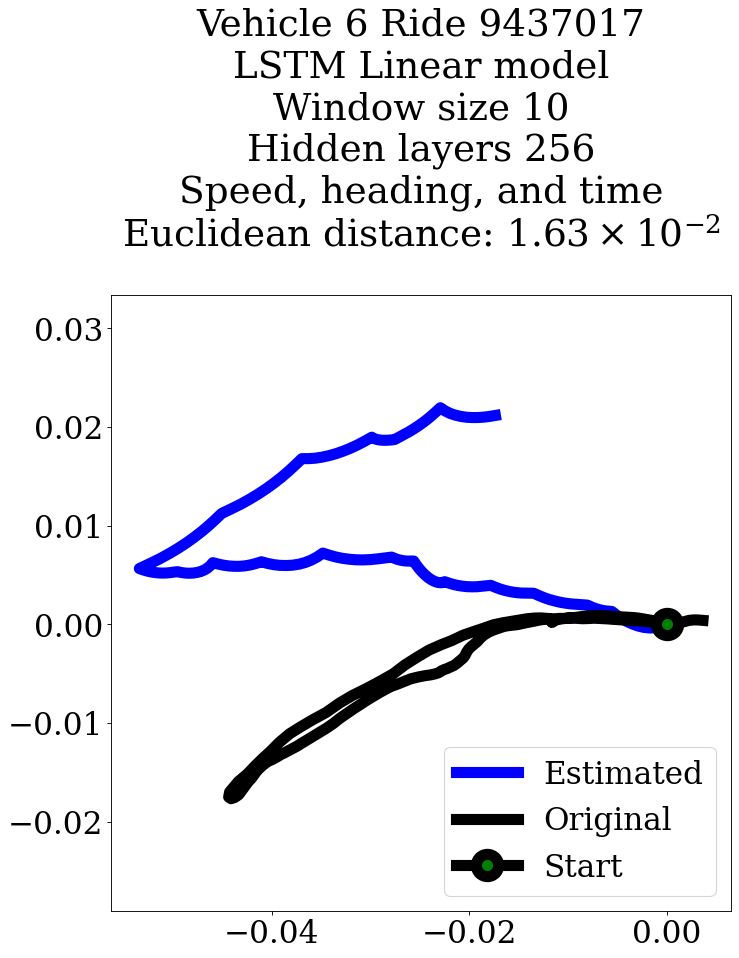 Vehicle 6 Ride 9437017
LSTM Linear model
Window size 10
Hidden layers 256
Speed, heading, and time
Euclidean distance: 1.63 × 10⁻²
0.03
0.02
0.01
0.00
−0.01
−0.02
Estimated
Original
Start
−0.04 −0.02 0.00